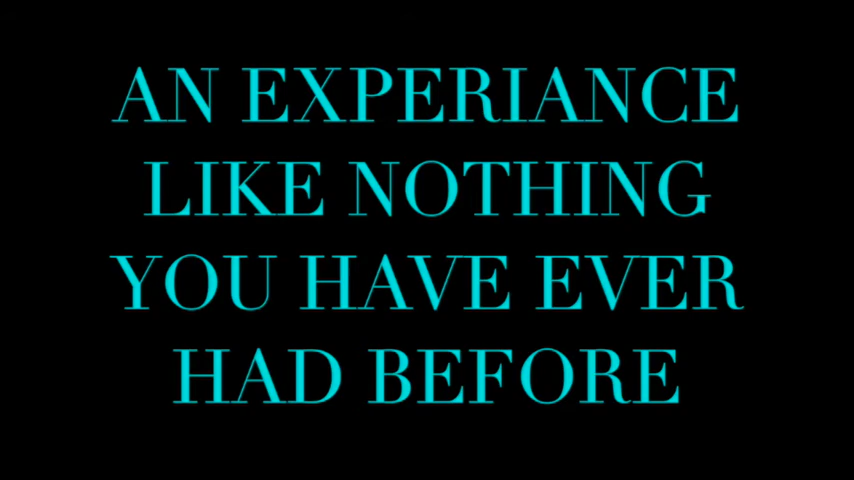 AN EXPERIANCE
LIKE NOTHING
YOU HAVE EVER
HAD BEFORE